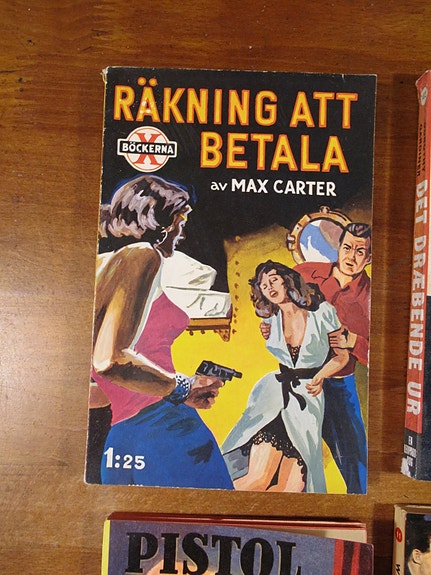 RÄKNING ATT
BETALA
X
BÖCKERNA
av MAX CARTER
1:25
DET DRÆBENDE UR
PISTOL